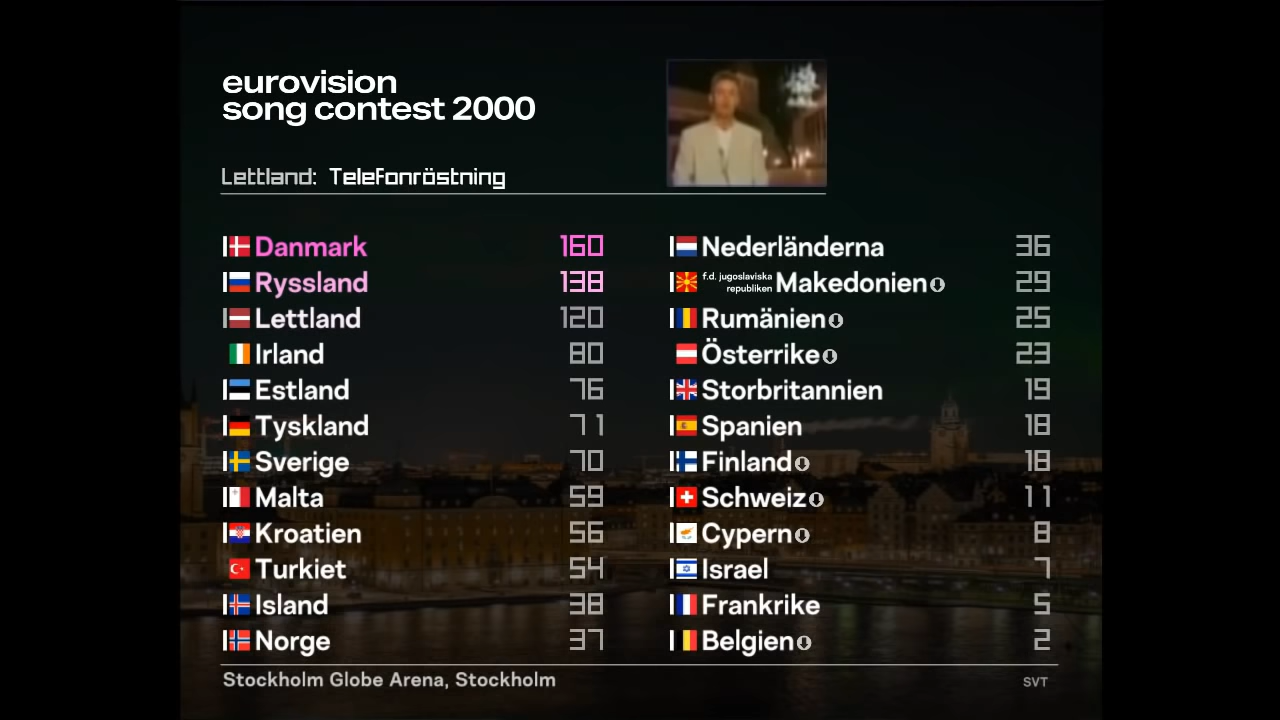 eurovision
song contest 2000
Lettland: Telefonröstning
Danmark 160
Ryssland 138
Lettland 120
Irland 80
Estland 76
Tyskland 71
Sverige 70
Malta 59
Kroatien 56
Turkiet 54
Island 38
Norge 37
Nederländerna 36
f.d. jugoslaviska
republiken Makedonien 29
Rumänien 25
Österrike 23
Storbritannien 19
Spanien 18
Finland 18
Schweiz 11
Cypern 8
Israel 7
Frankrike 5
Belgien 2
Stockholm Globe Arena, Stockholm
SVT